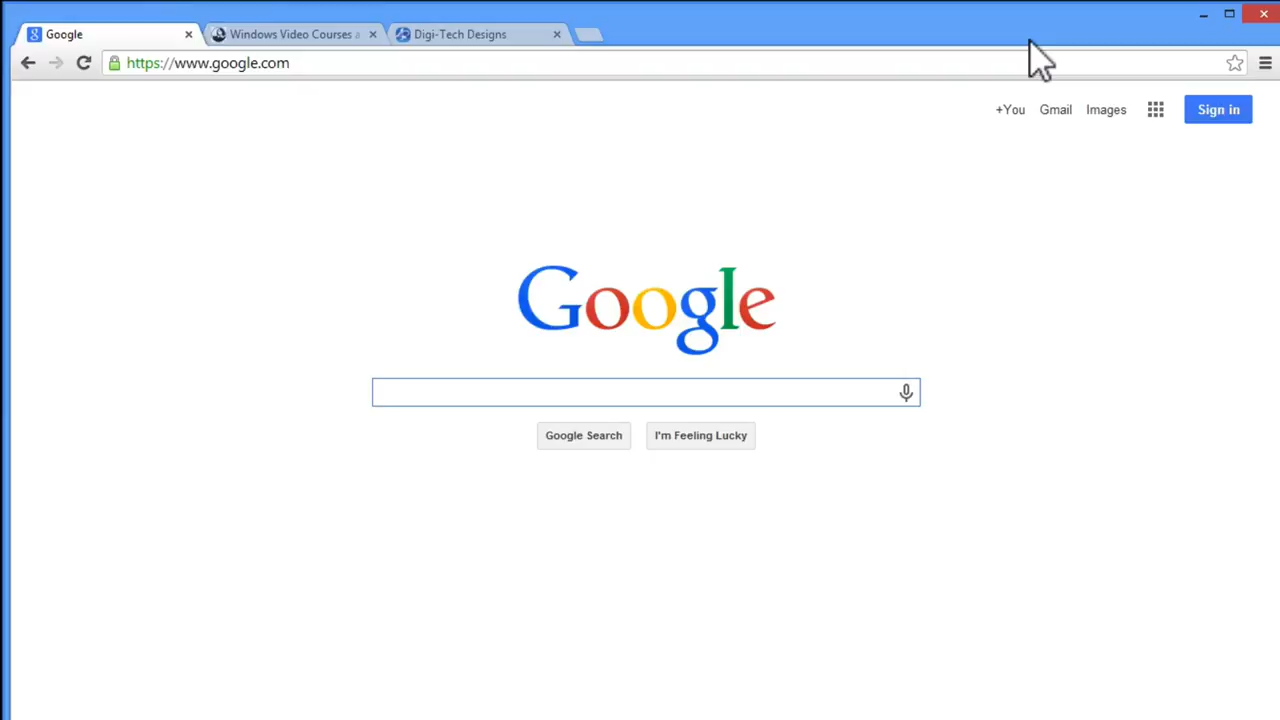 Google
Windows Video Courses a
Digi-Tech Designs
https://www.google.com
+You Gmail Images Sign in
Google
Google Search I'm Feeling Lucky